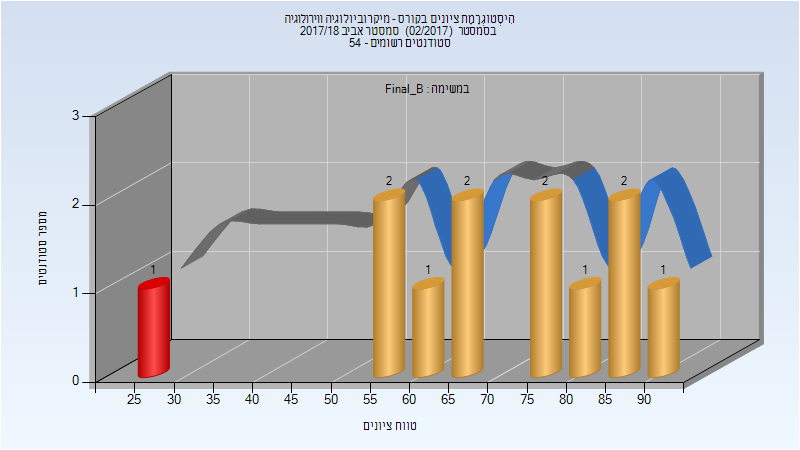 היסטוגרמת ציונים בקורס - מיקרוביולוגיה ווירולוגיה
בסמסטר (02/2017) סמסטר אביב 2017/18
סטודנטים רשומים - 54
במשימה : Final_B
מספר סטודנטים
3
2
1
0
1
2
1
2
2
1
2
1
25 30 35 40 45 50 55 60 65 70 75 80 85 90
טווח ציונים